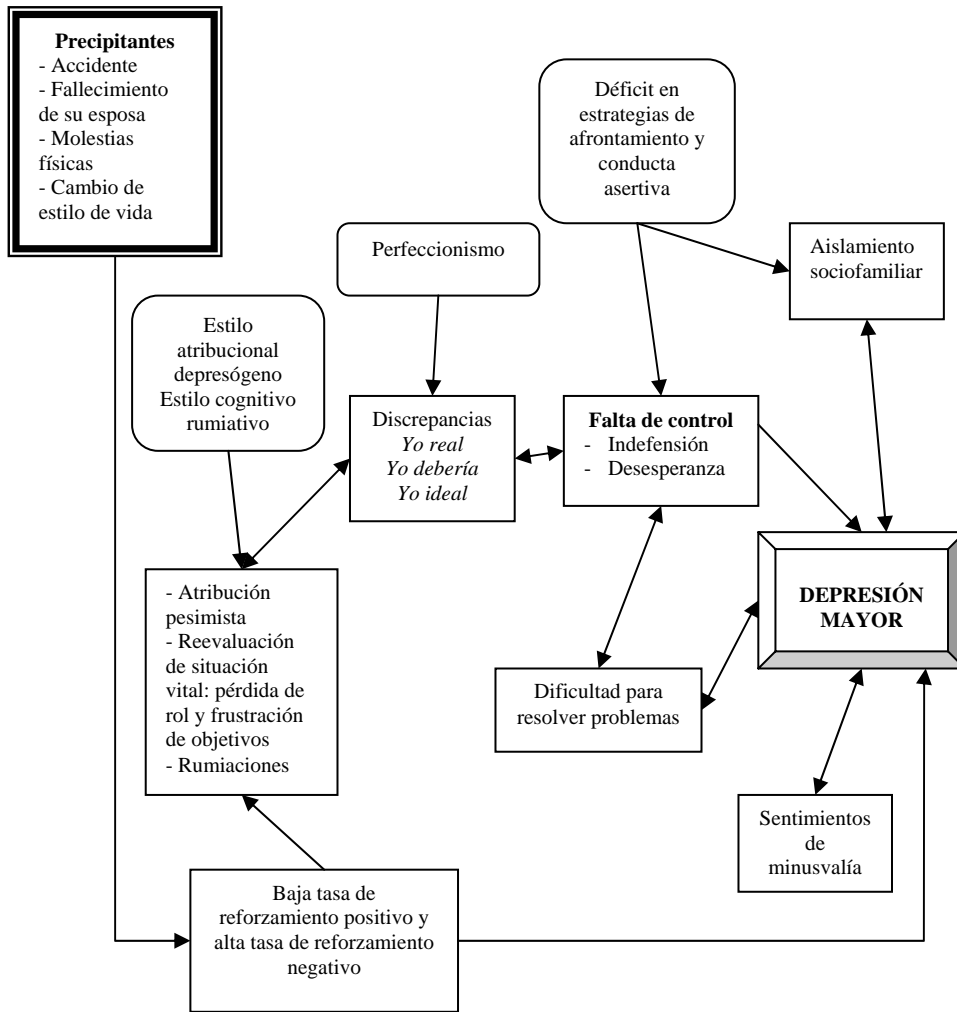 Precipitantes
- Accidente
- Fallecimiento
de su esposa
- Molestias
físicas
- Cambio de
estilo de vida
Déficit en
estrategias de
afrontamiento y
conducta
asertiva
Perfeccionismo
Aislamiento
sociofamiliar
Estilo
atribucional
depresógeno
Estilo cognitivo
rumiativo
Discrepancias
Yo real
Yo debería
Yo ideal
Falta de control
- Indefensión
- Desesperanza
- Atribución
pesimista
- Reevaluación
de situación
vital: pérdida de
rol y frustración
de objetivos
- Rumiaciones
DEPRESIÓN
MAYOR
Dificultad para
resolver problemas
Sentimientos
de
minusvalía
Baja tasa de
reforzamiento positivo y
alta tasa de reforzamiento
negativo